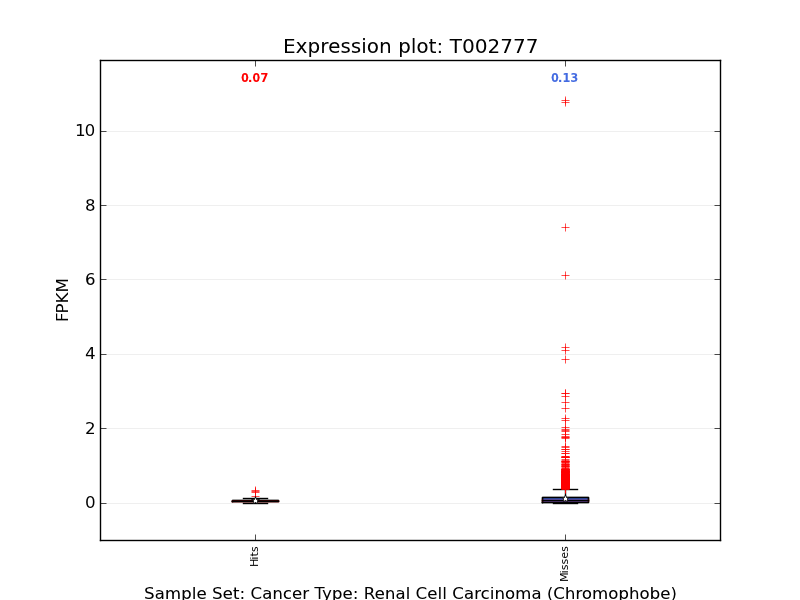 Expression plot: T002777
0.07
0.13
10
8
6
4
2
0
FPKM
Hits
Misses
Sample Set: Cancer Type: Renal Cell Carcinoma (Chromophobe)